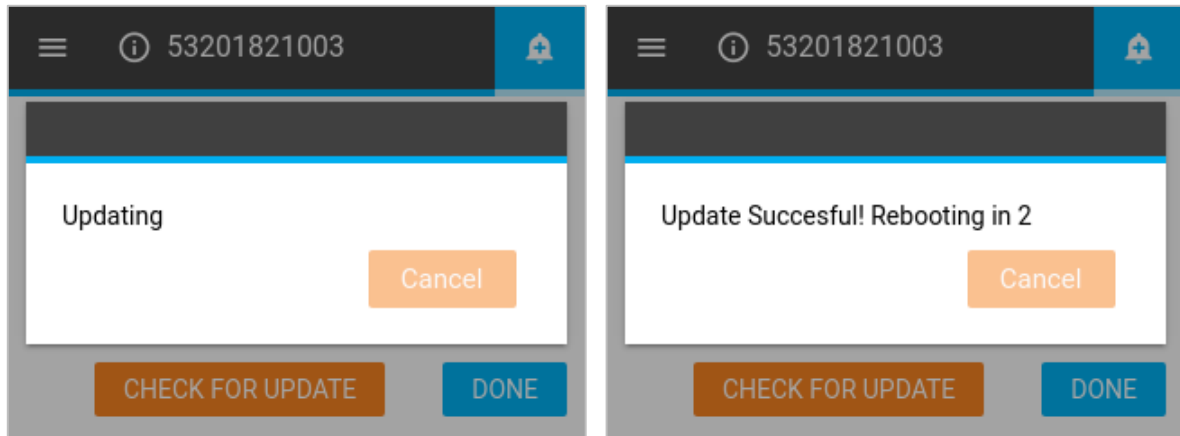 53201821003
Updating
Cancel
CHECK FOR UPDATE
DONE
53201821003
Update Succesful! Rebooting in 2
Cancel
CHECK FOR UPDATE
DONE